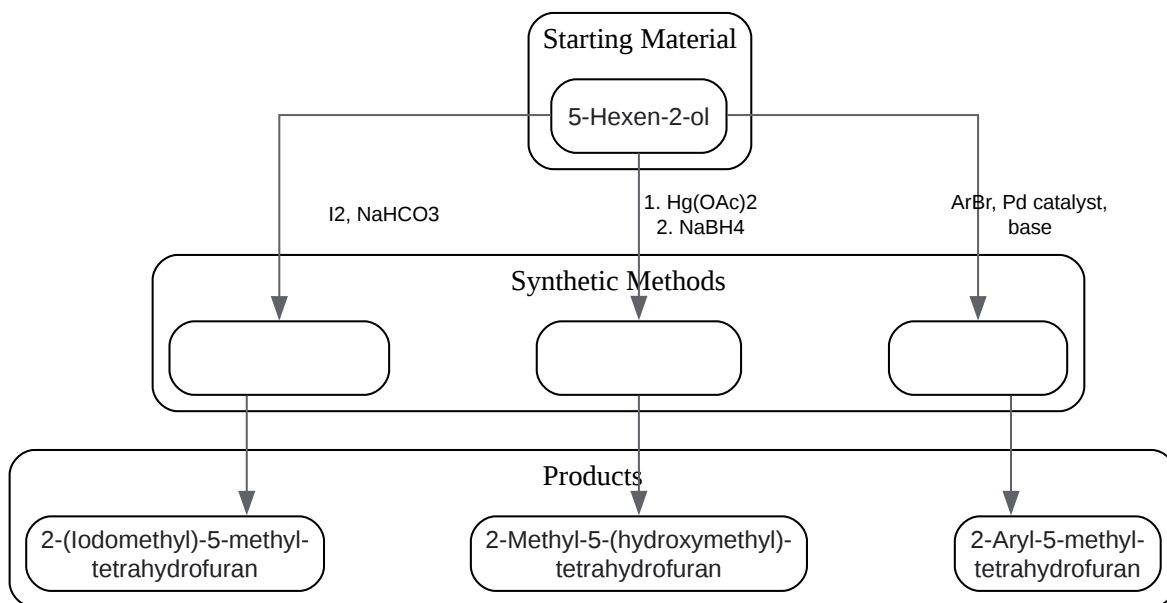 Starting Material
5-Hexen-2-ol
I2, NaHCO3
1. Hg(OAc)2
2. NaBH4
ArBr, Pd catalyst,
base
Synthetic Methods
Products
2-(Iodomethyl)-5-methyl-
tetrahydrofuran
2-Methyl-5-(hydroxymethyl)-
tetrahydrofuran
2-Aryl-5-methyl-
tetrahydrofuran